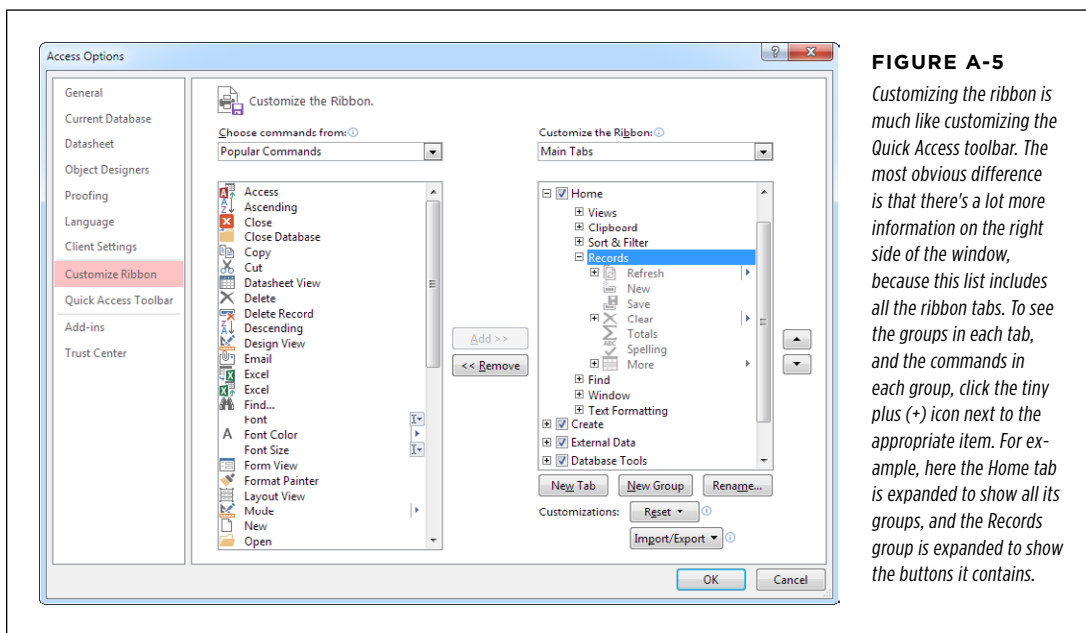 Access Options
General
Current Database
Datasheet
Object Designers
Proofing
Language
Client Settings
Customize Ribbon
Quick Access Toolbar
Add-ins
Trust Center
Customize the Ribbon.
Choose commands from:
Popular Commands
Access
Ascending
Close
Close Database
Copy
Cut
Datasheet View
Delete
Delete Record
Descending
Design View
Email
Excel
Excel
Find...
Font
Font Color
Font Size
Form View
Format Painter
Layout View
Mode
New
Open
Add >>
<< Remove
Customize the Ribbon:
Main Tabs
Home
Views
Clipboard
Sort & Filter
Records
Refresh
New
Save
Clear
Totals
Spelling
More
Find
Window
Text Formatting
Create
External Data
Database Tools
New Tab
New Group
Rename...
Customizations:
Reset
Import/Export
OK
Cancel
FIGURE A-5
Customizing the ribbon is
much like customizing the
Quick Access toolbar. The
most obvious difference
is that there's a lot more
information on the right
side of the window,
because this list includes
all the ribbon tabs. To see
the groups in each tab,
and the commands in
each group, click the tiny
plus (+) icon next to the
appropriate item. For ex-
ample, here the Home tab
is expanded to show all its
groups, and the Records
group is expanded to show
the buttons it contains.